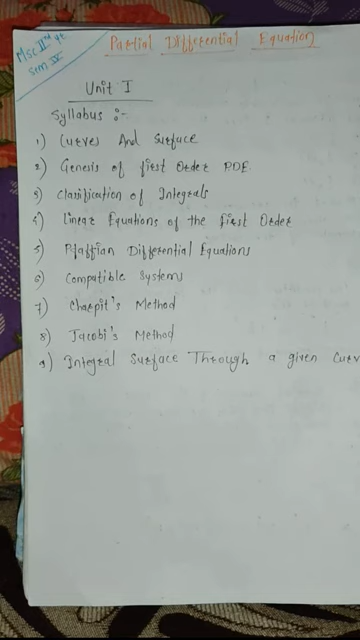 Msc IInd yr
Sem IV
Partial Differential Equation
Unit I
Syllabus :-
1) Curves And Surface
2) Genesis of first Order PDE.
3) Classification of Integrals
4) Linear Equations of the first Order
5) Pfaffian Differential Equations
6) Compatible Systems
7) Charpit's Method
8) Jacobi's Method
9) Integral Surface Through a given Curv